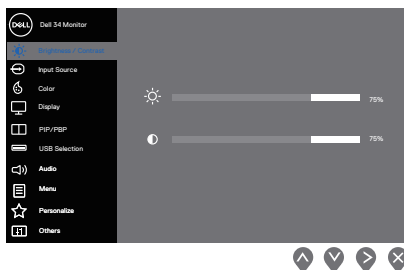 DELL
Dell 34 Monitor
Brightness / Contrast
Input Source
Color
Display
PIP/PBP
USB Selection
Audio
Menu
Personalize
Others
75%
75%